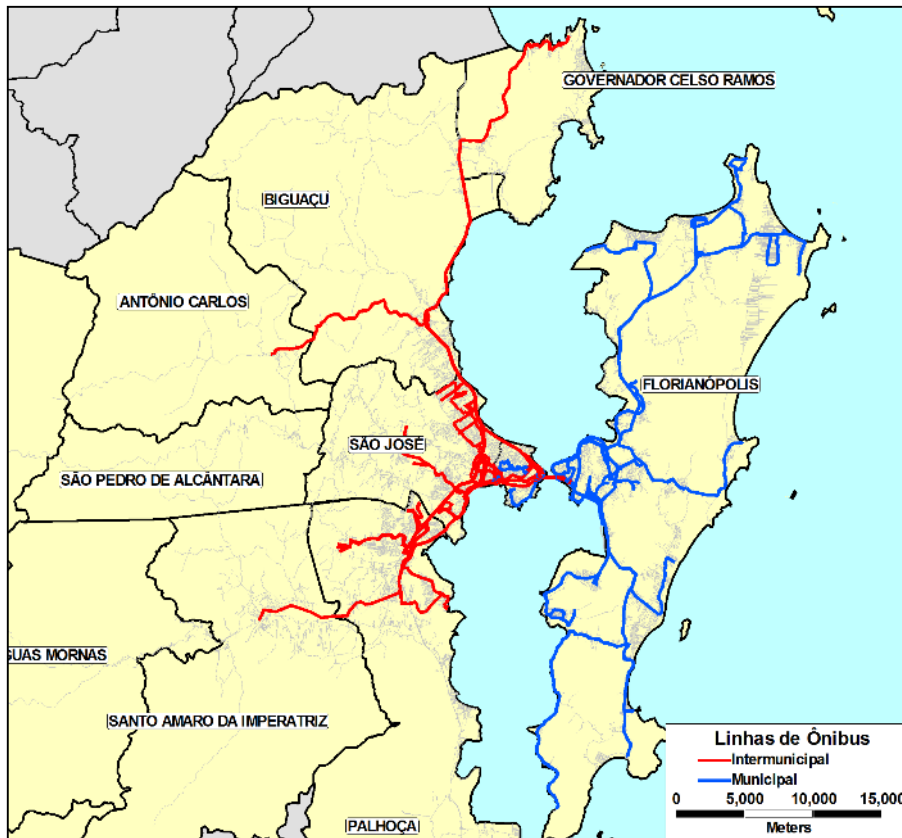 GOVERNADOR CELSO RAMOS
BIGUAÇU
ANTÔNIO CARLOS
FLORIANÓPOLIS
SÃO JOSÉ
SÃO PEDRO DE ALCÂNTARA
GUAS MORNAS
SANTO AMARO DA IMPERATRIZ
PALHOÇA
Linhas de Ônibus
Intermunicipal
Municipal
0 5,000 10,000 15,000
Meters